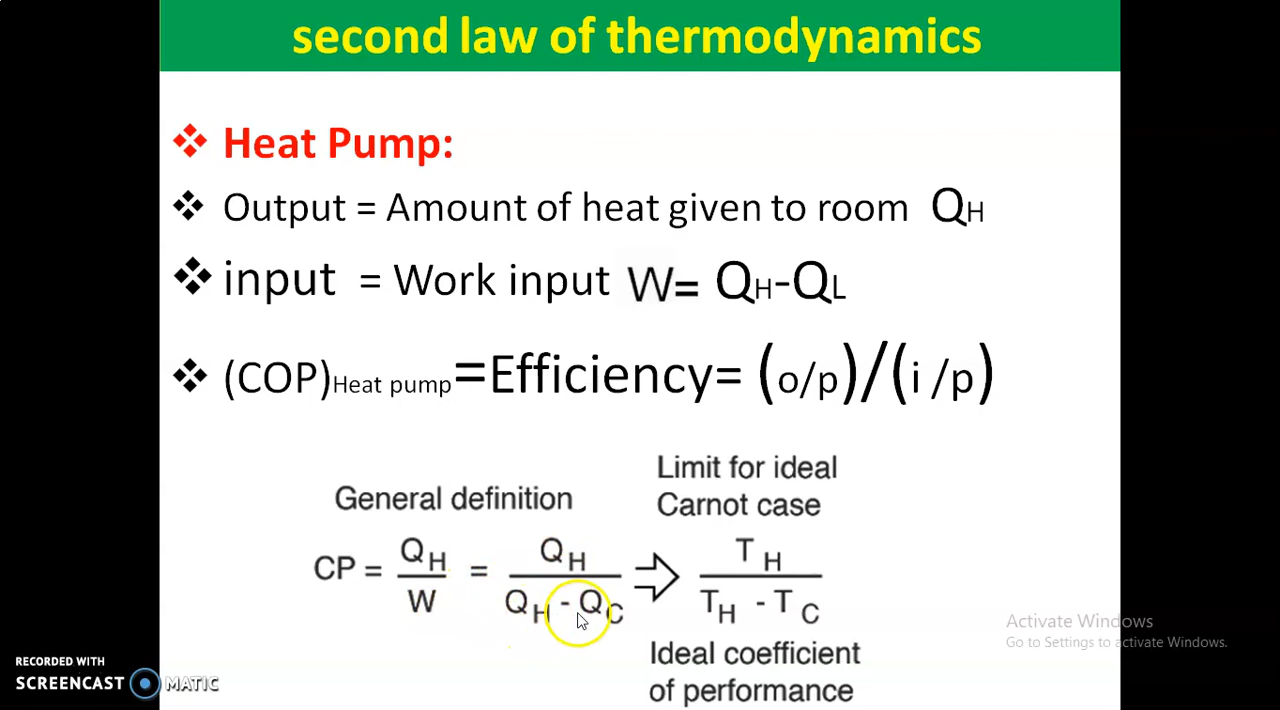 second law of thermodynamics
❖ Heat Pump:
❖ Output = Amount of heat given to room QH
❖ input = Work input W= QH-QL
❖ (COP)Heat pump=Efficiency= (o/p)/(i /p)
Limit for ideal
General definition
Carnot case
CP = QH / W = QH / (QH - QC) ⇨ TH / (TH - TC)
Activate Windows
Go to Settings to activate Windows.
Ideal coefficient
of performance
RECORDED WITH
SCREENCAST MATIC